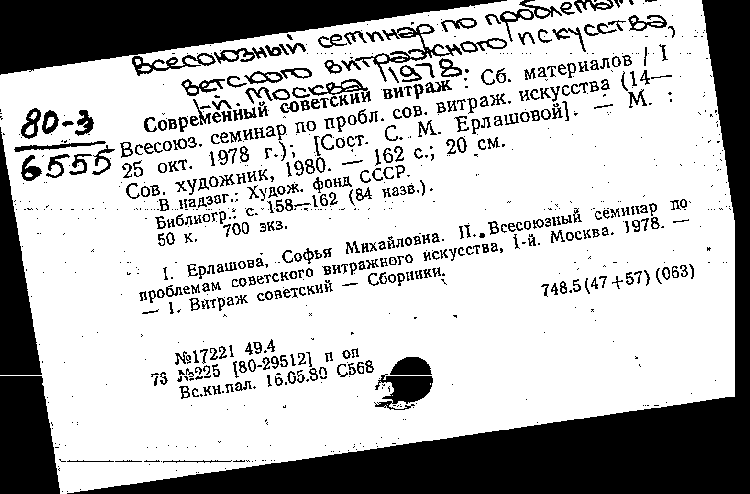 Всесоюзный семинар по проблемам
ветского витражного искусства,
I-й. Москва 1978.
80-3
6555
Современный советский витраж : Сб. материалов / I
Всесоюз. семинар по пробл. сов. витраж. искусства (14—
25 окт. 1978 г.); [Сост. С. М. Ерлашовой]. — М. :
Сов. художник, 1980. — 162 с.; 20 см.
В надзаг.: Худож. фонд СССР.
Библиогр.: с. 158—162 (84 назв.).
50 к. 700 экз.
I. Ерлашова, Софья Михайловна. II. Всесоюзный семинар по
проблемам советского витражного искусства, I-й. Москва. 1978. —
— 1. Витраж советский — Сборники.
748.5(47+57)(063)
№17221 49.4
73 №225 [80-29512] п оп
Вс.кн.пал. 16.05.80 С568